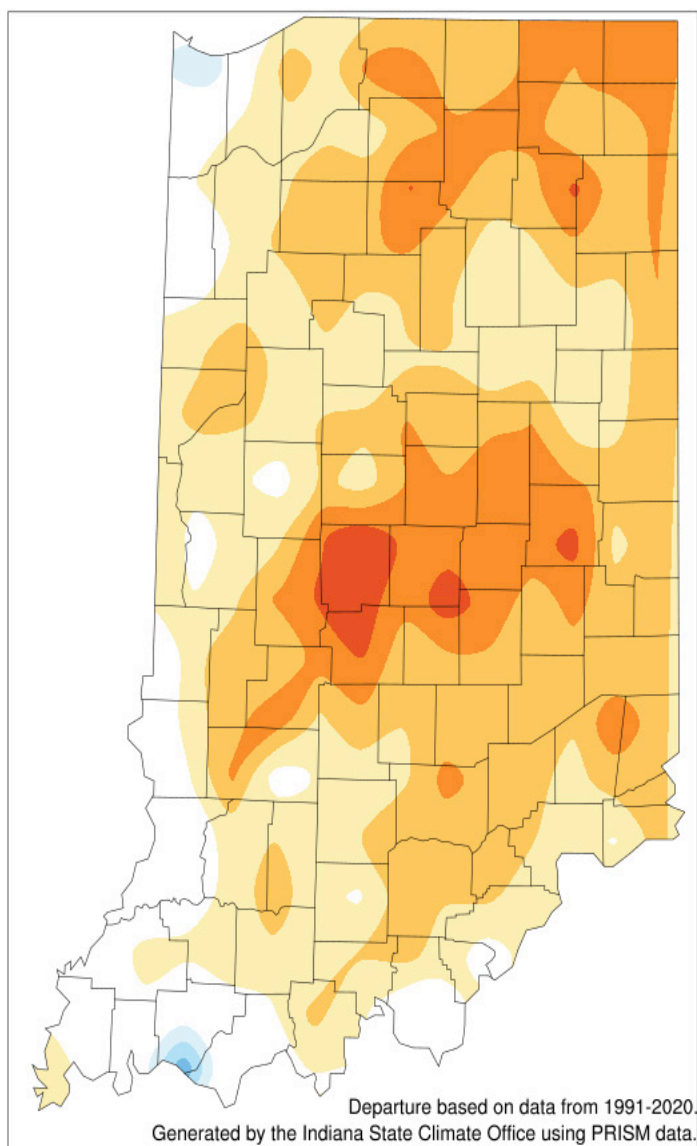 Departure based on data from 1991-2020.
Generated by the Indiana State Climate Office using PRISM data.